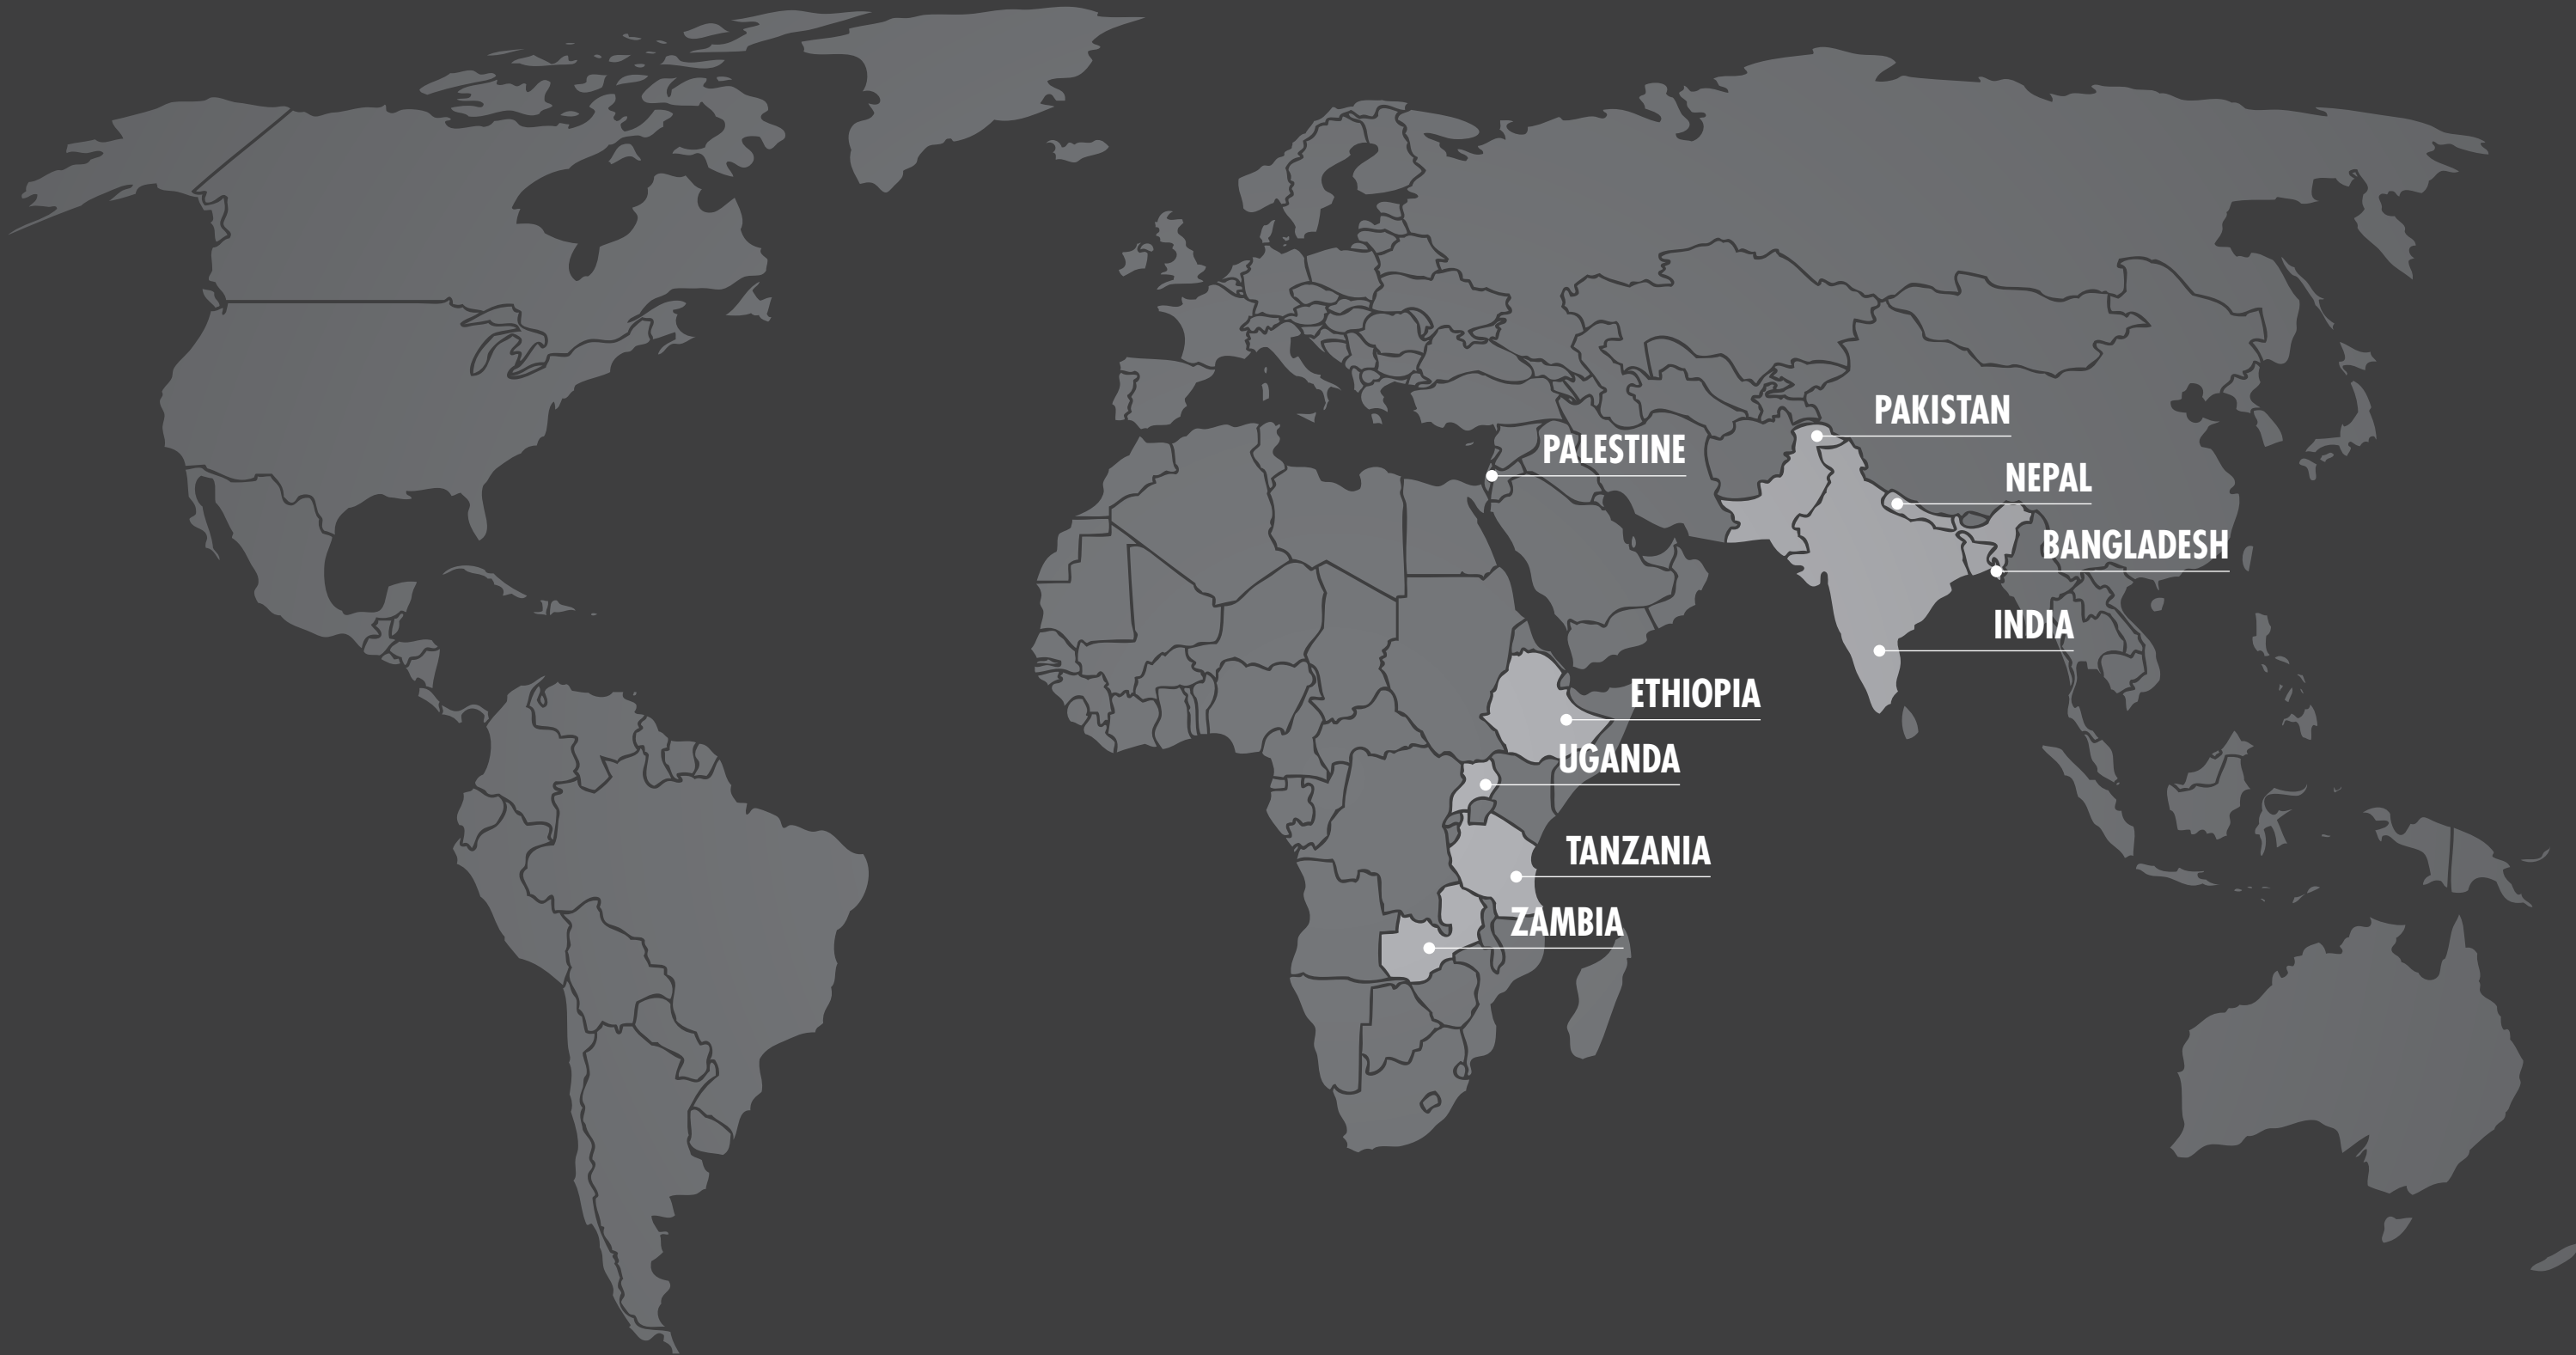 PAKISTAN
PALESTINE
NEPAL
BANGLADESH
INDIA
ETHIOPIA
UGANDA
TANZANIA
ZAMBIA